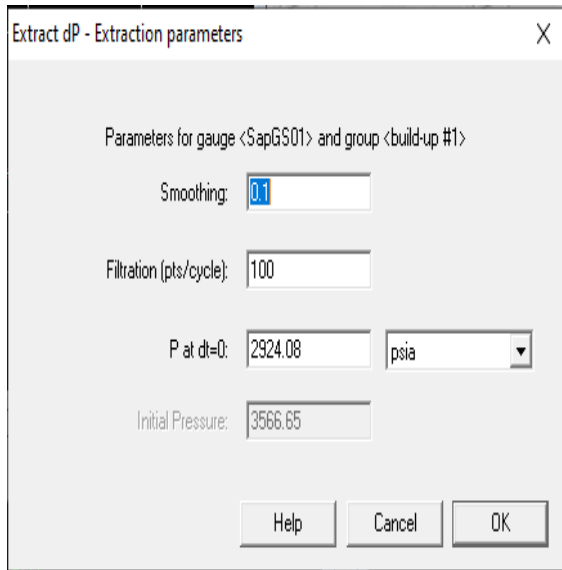 Extract dP - Extraction parameters
Parameters for gauge <SapGS01> and group <build-up #1>
Smoothing: 0.1
Filtration (pts/cycle): 100
P at dt=0: 2924.08 psia
Initial Pressure: 3566.65
Help Cancel OK